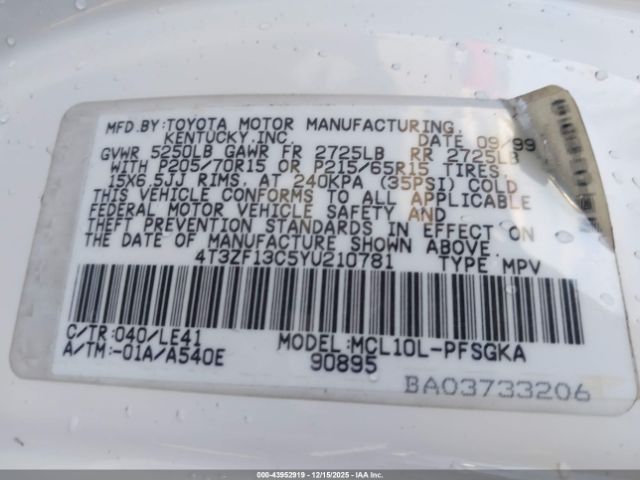 MFD.BY:TOYOTA MOTOR MANUFACTURING,
KENTUCKY,INC. DATE 09/99
GVWR 5250LB GAWR FR 2725LB RR 2725LB
WITH P205/70R15 OR P215/65R15 TIRES,
15X6.5JJ RIMS, AT 240KPA (35PSI) COLD
THIS VEHICLE CONFORMS TO ALL APPLICABLE
FEDERAL MOTOR VEHICLE SAFETY AND
THEFT PREVENTION STANDARDS IN EFFECT ON
THE DATE OF MANUFACTURE SHOWN ABOVE.
4T3ZF13C5YU210781 TYPE MPV
C/TR:040/LE41 MODEL:MCL10L-PFSGKA
A/TM:-01A/A540E 90895
BA03733206
000-43952919 - 12/15/2025 - IAA Inc.